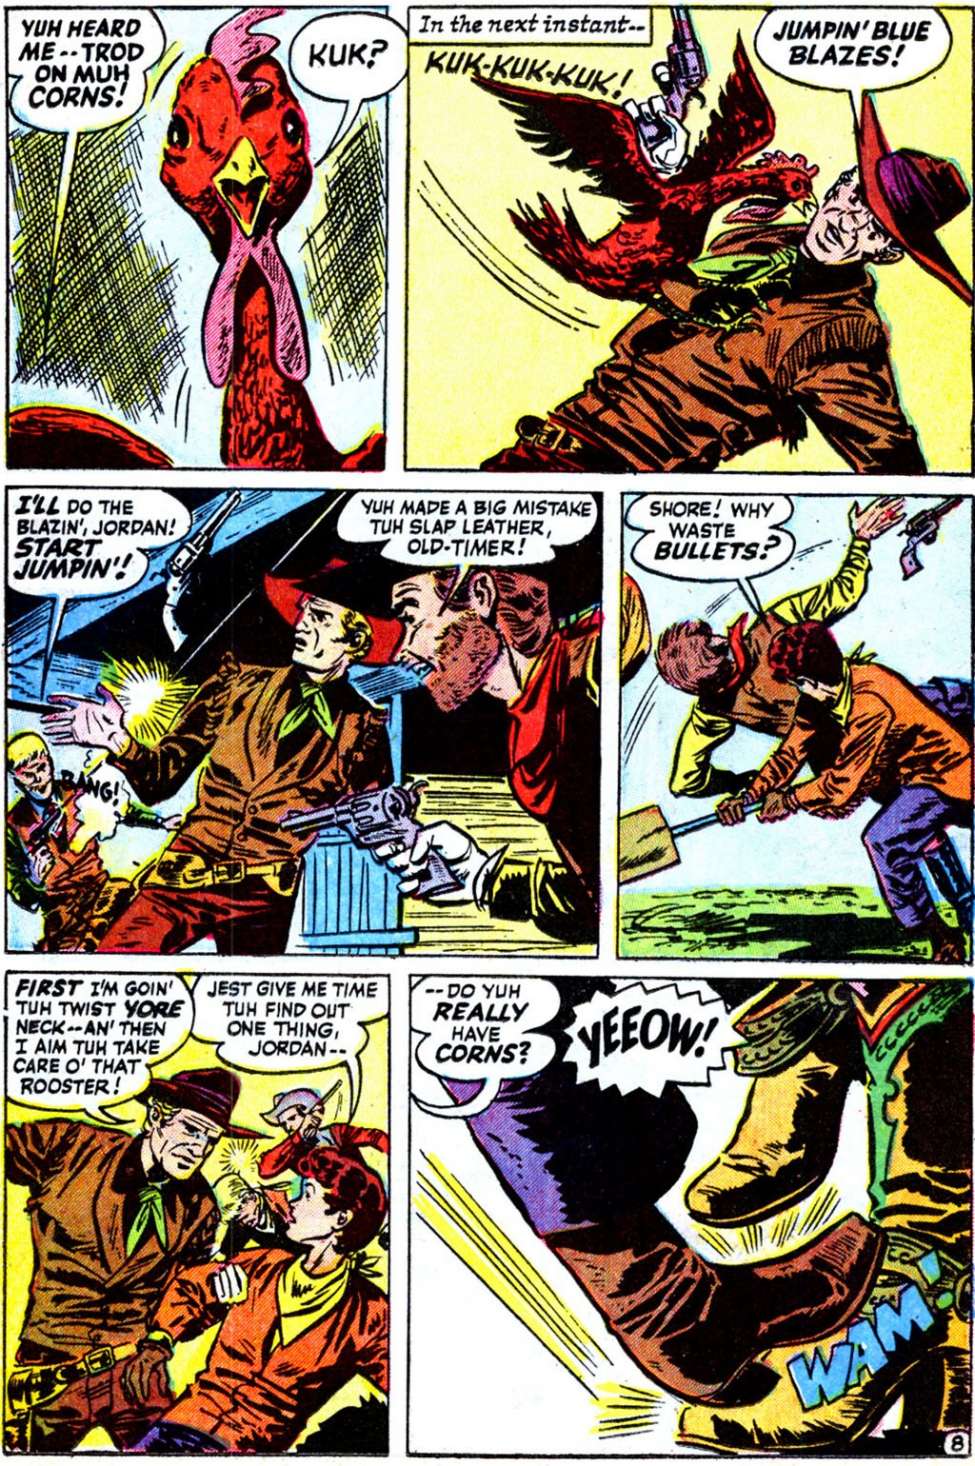 YUH HEARD
ME -- TROD
ON MUH
CORNS!
KUK?
In the next instant--
KUK-KUK-KUK!
JUMPIN' BLUE
BLAZES!
I'LL DO THE
BLAZIN', JORDAN!
START
JUMPIN'!
BANG!
YUH MADE A BIG MISTAKE
TUH SLAP LEATHER,
OLD-TIMER!
SHORE! WHY
WASTE
BULLETS?
FIRST I'M GOIN'
TUH TWIST YORE
NECK--AN' THEN
I AIM TUH TAKE
CARE O' THAT
ROOSTER!
JEST GIVE ME TIME
TUH FIND OUT
ONE THING,
JORDAN--
--DO YUH
REALLY
HAVE
CORNS?
YEEOW!
WAM!
8